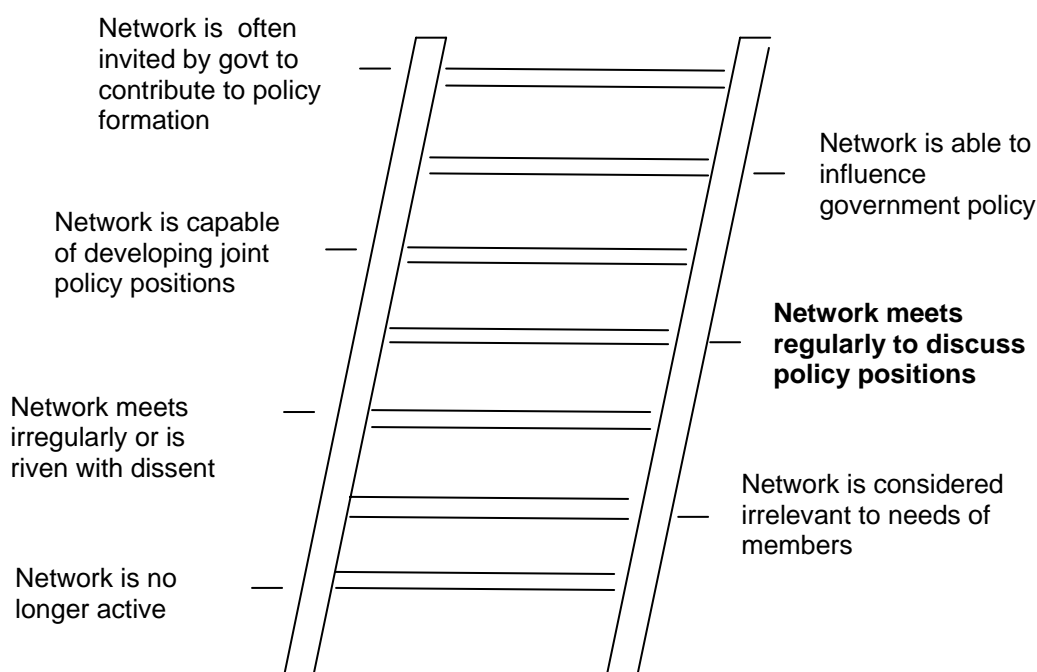 Network is  often
invited by govt to
contribute to policy
formation
Network is able to
influence
government policy
Network is capable
of developing joint
policy positions
Network meets
regularly to discuss
policy positions
Network meets
irregularly or is
riven with dissent
Network is considered
irrelevant to needs of
members
Network is no
longer active